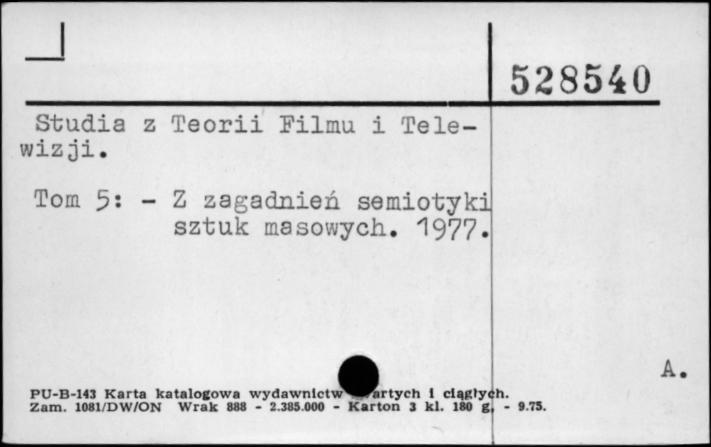 528540
Studia z Teorii Filmu i Tele-
wizji.
Tom 5: - Z zagadnień semiotyki
sztuk masowych. 1977.
A.
PU-B-143 Karta katalogowa wydawnictw artych i ciągłych.
Zam. 1081/DW/ON Wrak 888 - 2.385.000 - Karton 3 kl. 180 g. - 9.75.